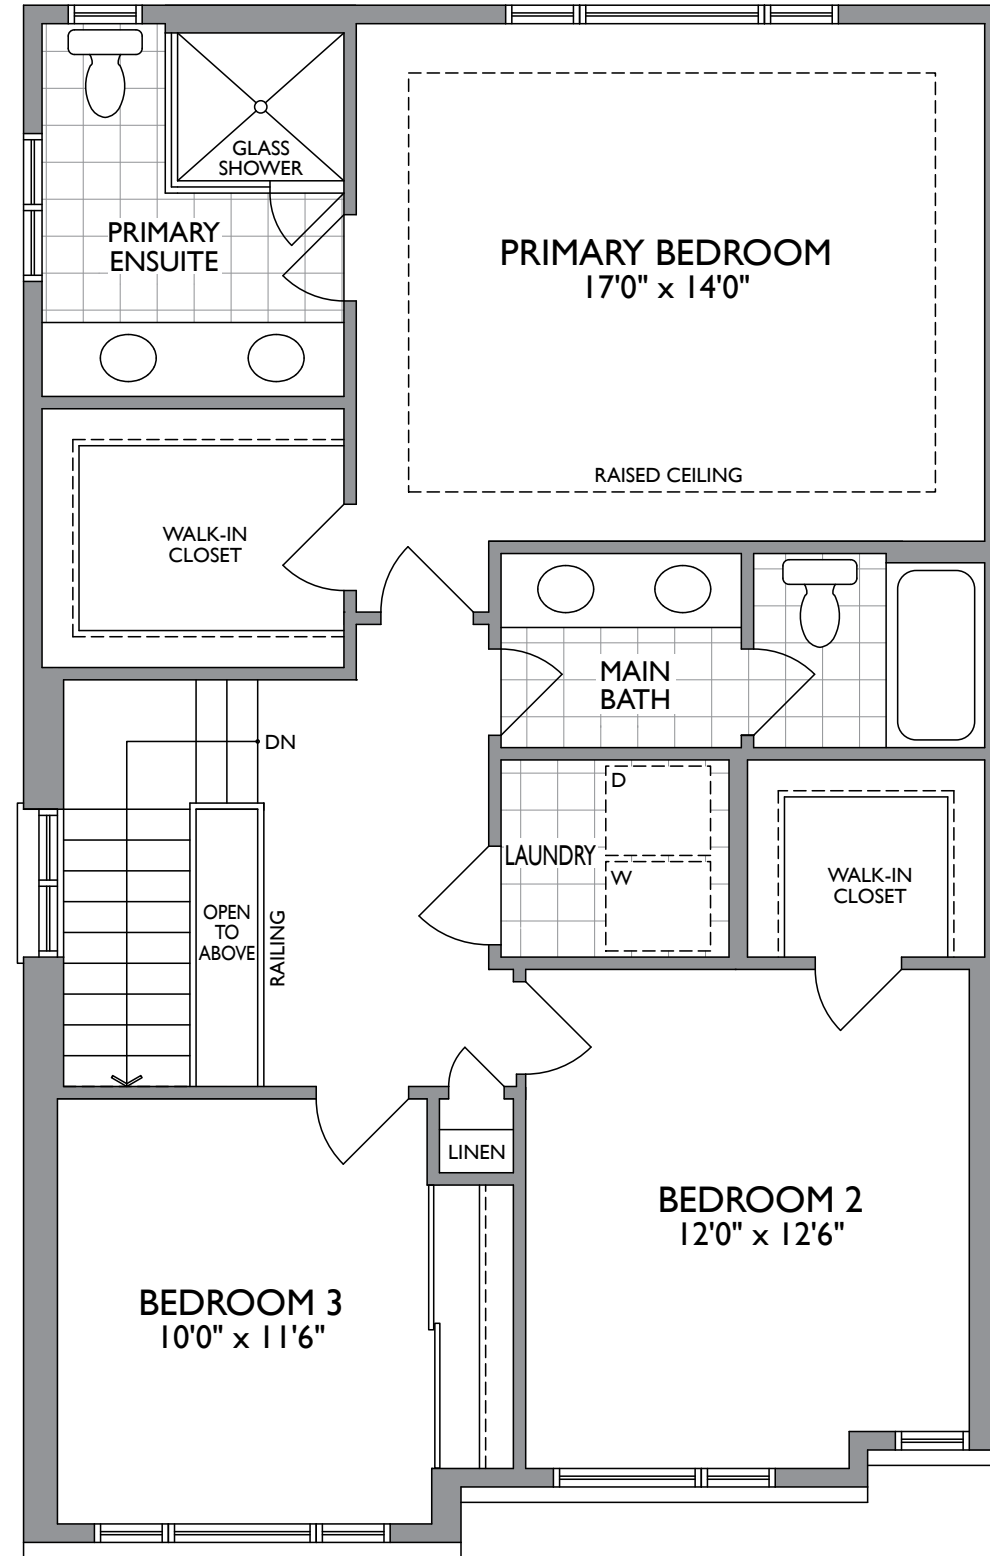 GLASS
SHOWER
PRIMARY
ENSUITE
PRIMARY BEDROOM
17'0" x 14'0"
RAISED CEILING
WALK-IN
CLOSET
MAIN
BATH
DN
D
LAUNDRY
W
WALK-IN
CLOSET
OPEN
TO
ABOVE
RAILING
LINEN
BEDROOM 2
12'0" x 12'6"
BEDROOM 3
10'0" x 11'6"